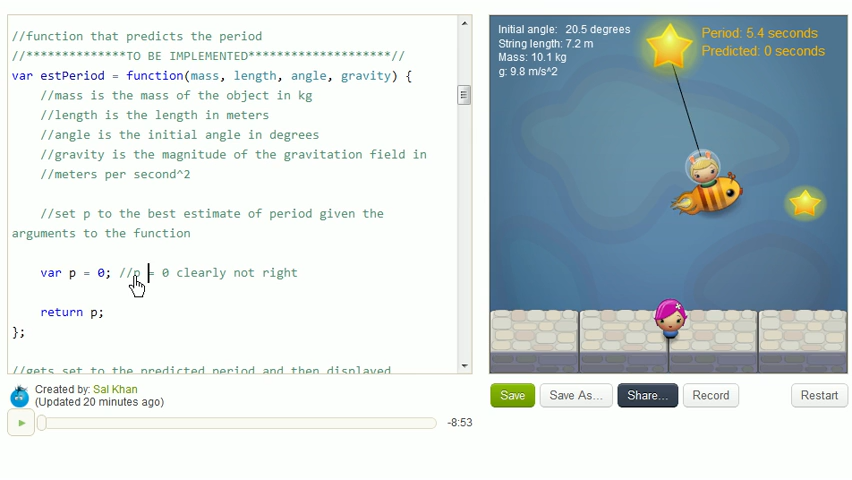 //function that predicts the period
//**************TO BE IMPLEMENTED********************//
var estPeriod = function(mass, length, angle, gravity) {
//mass is the mass of the object in kg
//length is the length in meters
//angle is the initial angle in degrees
//gravity is the magnitude of the gravitation field in
//meters per second^2
//set p to the best estimate of period given the
arguments to the function
var p = 0; //p = 0 clearly not right
return p;
};
//gets set to the predicted period and then displayed
Created by: Sal Khan
(Updated 20 minutes ago)
-8:53
Initial angle: 20.5 degrees
String length: 7.2 m
Mass: 10.1 kg
g: 9.8 m/s^2
Period: 5.4 seconds
Predicted: 0 seconds
Save
Save As...
Share...
Record
Restart